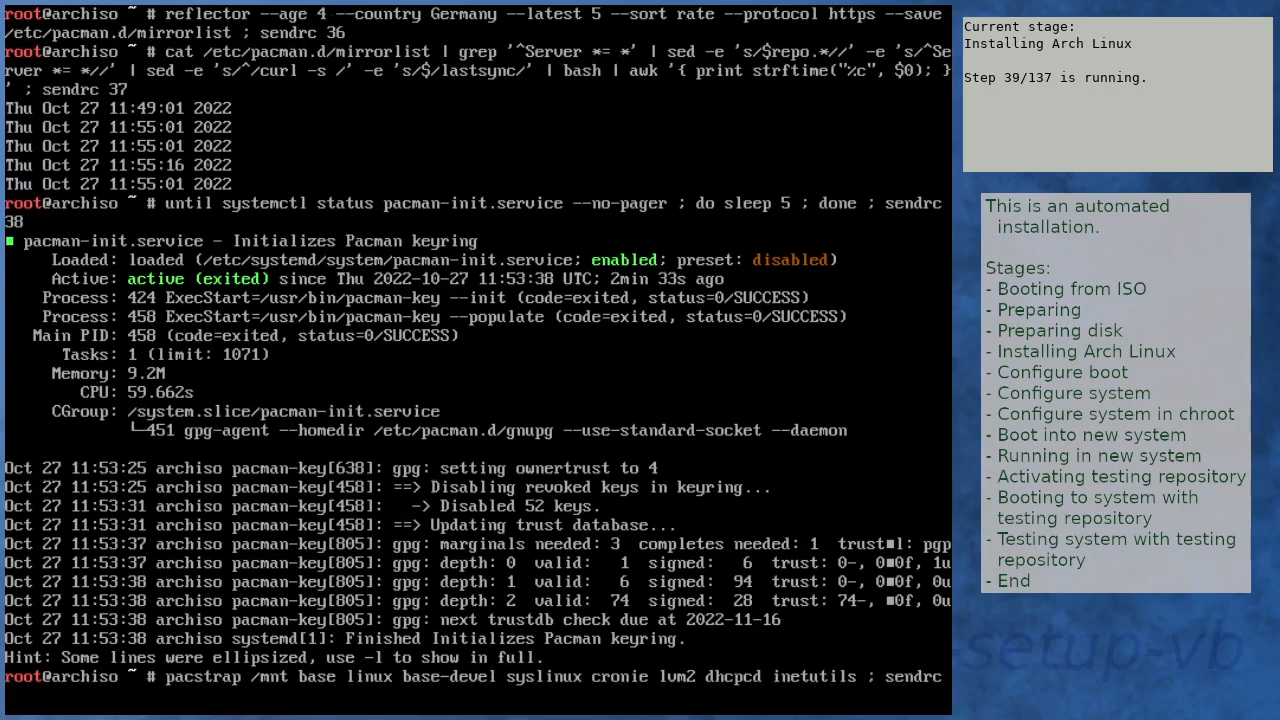 root@archiso ~ # reflector --age 4 --country Germany --latest 5 --sort rate --protocol https --save
/etc/pacman.d/mirrorlist ; sendrc 36
root@archiso ~ # cat /etc/pacman.d/mirrorlist | grep '^Server *= *' | sed -e 's/$repo.*//' -e 's/^Se
rver *= *//' | sed -e 's/^/curl -s /' -e 's/$/lastsync/' | bash | awk '{ print strftime("%c", $0); }
' ; sendrc 37
Thu Oct 27 11:49:01 2022
Thu Oct 27 11:55:01 2022
Thu Oct 27 11:55:01 2022
Thu Oct 27 11:55:16 2022
Thu Oct 27 11:55:01 2022
root@archiso ~ # until systemctl status pacman-init.service --no-pager ; do sleep 5 ; done ; sendrc
38
■ pacman-init.service - Initializes Pacman keyring
Loaded: loaded (/etc/systemd/system/pacman-init.service; enabled; preset: disabled)
Active: active (exited) since Thu 2022-10-27 11:53:38 UTC; 2min 33s ago
Process: 424 ExecStart=/usr/bin/pacman-key --init (code=exited, status=0/SUCCESS)
Process: 458 ExecStart=/usr/bin/pacman-key --populate (code=exited, status=0/SUCCESS)
Main PID: 458 (code=exited, status=0/SUCCESS)
Tasks: 1 (limit: 1071)
Memory: 9.2M
CPU: 59.662s
CGroup: /system.slice/pacman-init.service
└─451 gpg-agent --homedir /etc/pacman.d/gnupg --use-standard-socket --daemon
Oct 27 11:53:25 archiso pacman-key[638]: gpg: setting ownertrust to 4
Oct 27 11:53:25 archiso pacman-key[458]: ==> Disabling revoked keys in keyring...
Oct 27 11:53:31 archiso pacman-key[458]:   -> Disabled 52 keys.
Oct 27 11:53:31 archiso pacman-key[458]: ==> Updating trust database...
Oct 27 11:53:37 archiso pacman-key[805]: gpg: marginals needed: 3  completes needed: 1  trust■l: pgp
Oct 27 11:53:37 archiso pacman-key[805]: gpg: depth: 0  valid:   1  signed:   6  trust: 0-, 0■0f, 1u
Oct 27 11:53:38 archiso pacman-key[805]: gpg: depth: 1  valid:   6  signed:  94  trust: 0-, 0■0f, 0u
Oct 27 11:53:38 archiso pacman-key[805]: gpg: depth: 2  valid:  74  signed:  28  trust: 74-, ■0f, 0u
Oct 27 11:53:38 archiso pacman-key[805]: gpg: next trustdb check due at 2022-11-16
Oct 27 11:53:38 archiso systemd[1]: Finished Initializes Pacman keyring.
Hint: Some lines were ellipsized, use -l to show in full.
root@archiso ~ # pacstrap /mnt base linux base-devel syslinux cronie lvm2 dhcpcd inetutils ; sendrc
Current stage:
Installing Arch Linux
Step 39/137 is running.
This is an automated
installation.
Stages:
- Booting from ISO
- Preparing
- Preparing disk
- Installing Arch Linux
- Configure boot
- Configure system
- Configure system in chroot
- Boot into new system
- Running in new system
- Activating testing repository
- Booting to system with
testing repository
- Testing system with testing
repository
- End
-setup-vb